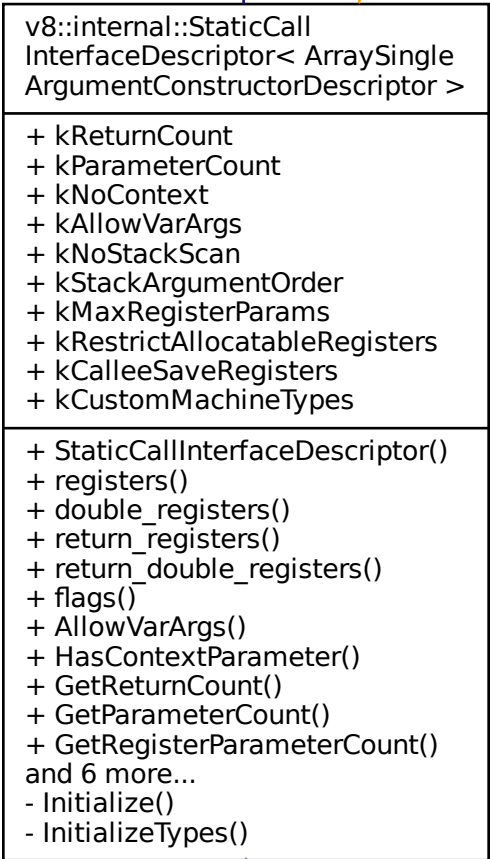 v8::internal::StaticCall
InterfaceDescriptor< ArraySingle
ArgumentConstructorDescriptor >
+ kReturnCount
+ kParameterCount
+ kNoContext
+ kAllowVarArgs
+ kNoStackScan
+ kStackArgumentOrder
+ kMaxRegisterParams
+ kRestrictAllocatableRegisters
+ kCalleeSaveRegisters
+ kCustomMachineTypes
+ StaticCallInterfaceDescriptor()
+ registers()
+ double_registers()
+ return_registers()
+ return_double_registers()
+ flags()
+ AllowVarArgs()
+ HasContextParameter()
+ GetReturnCount()
+ GetParameterCount()
+ GetRegisterParameterCount()
and 6 more...
- Initialize()
- InitializeTypes()